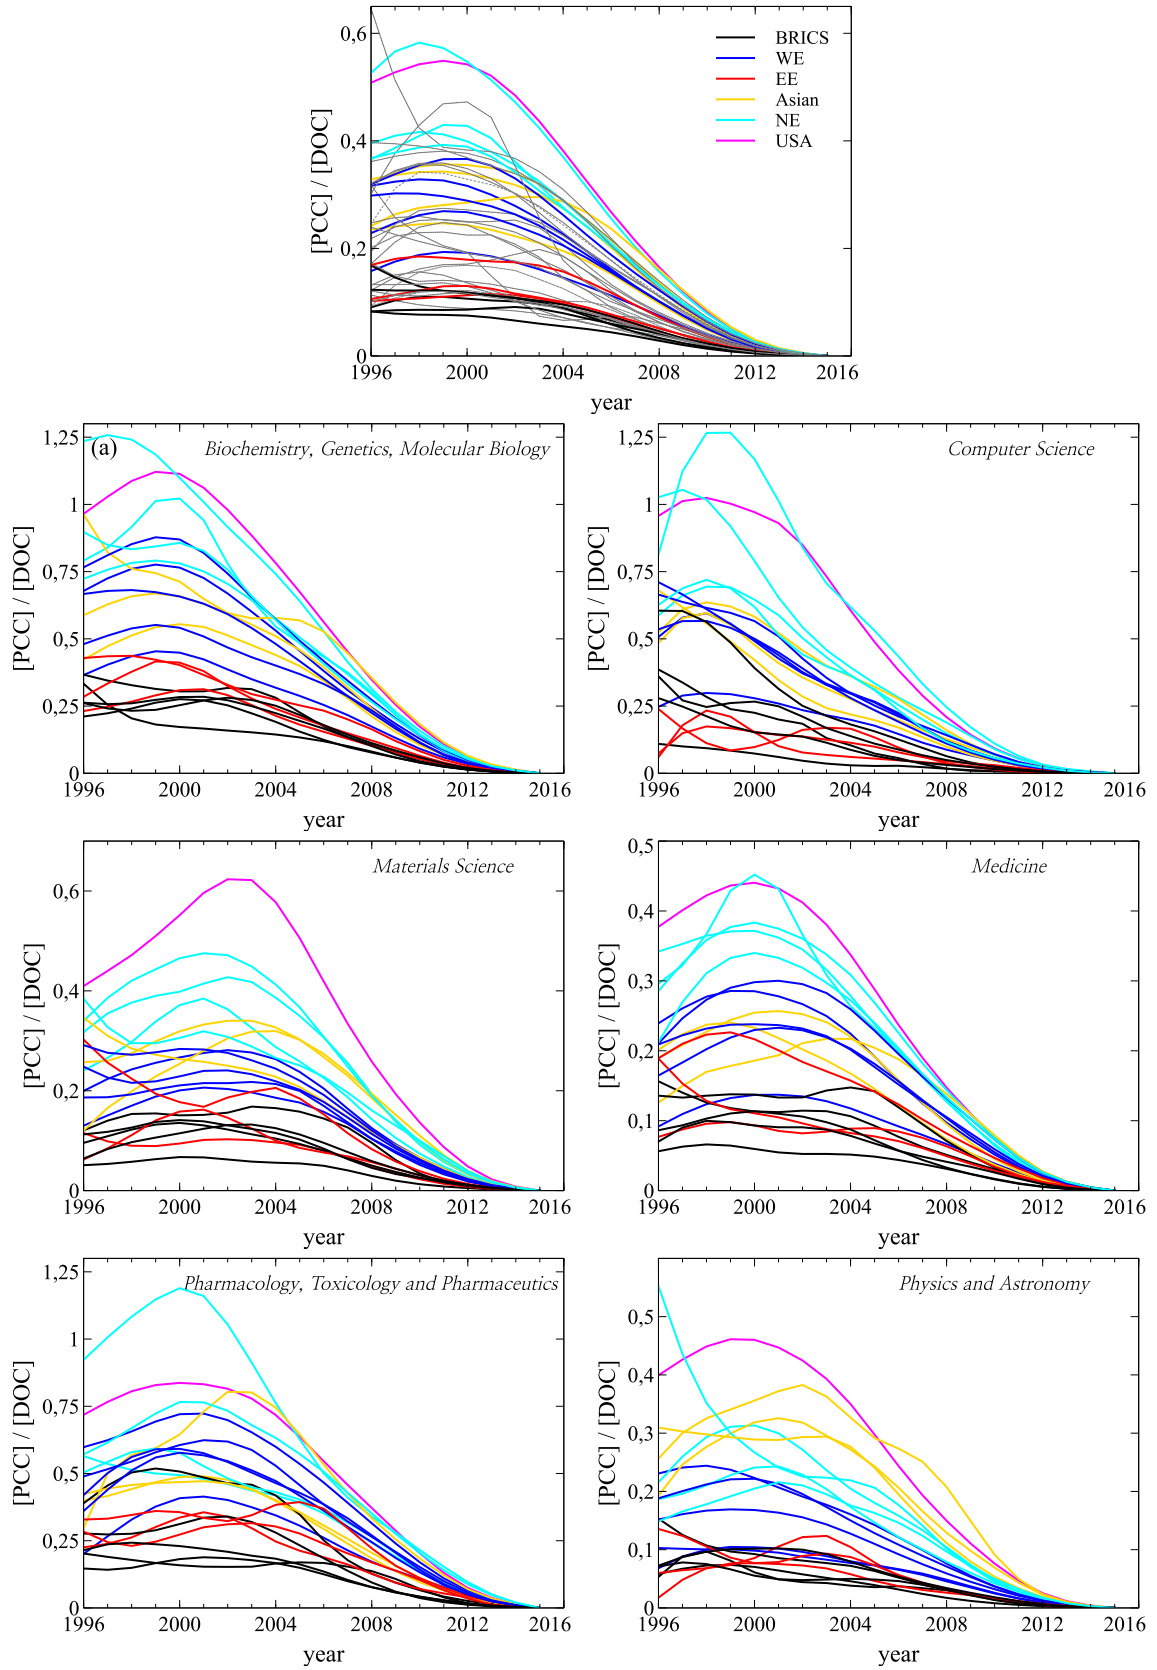 0,6
0,4
0,2
0
[PCC] / [DOC]
BRICS
WE
EE
Asian
NE
USA
1996 2000 2004 2008 2012 2016
year
(a) Biochemistry, Genetics, Molecular Biology
1,25
1
0,75
0,5
0,25
0
[PCC] / [DOC]
1996 2000 2004 2008 2012 2016
year
Computer Science
1,25
1
0,75
0,5
0,25
0
[PCC] / [DOC]
1996 2000 2004 2008 2012 2016
year
Materials Science
0,6
0,4
0,2
0
[PCC] / [DOC]
1996 2000 2004 2008 2012 2016
year
Medicine
0,5
0,4
0,3
0,2
0,1
0
[PCC] / [DOC]
1996 2000 2004 2008 2012 2016
year
Pharmacology, Toxicology and Pharmaceutics
1,25
1
0,75
0,5
0,25
0
[PCC] / [DOC]
1996 2000 2004 2008 2012 2016
year
Physics and Astronomy
0,5
0,4
0,3
0,2
0,1
0
[PCC] / [DOC]
1996 2000 2004 2008 2012 2016
year